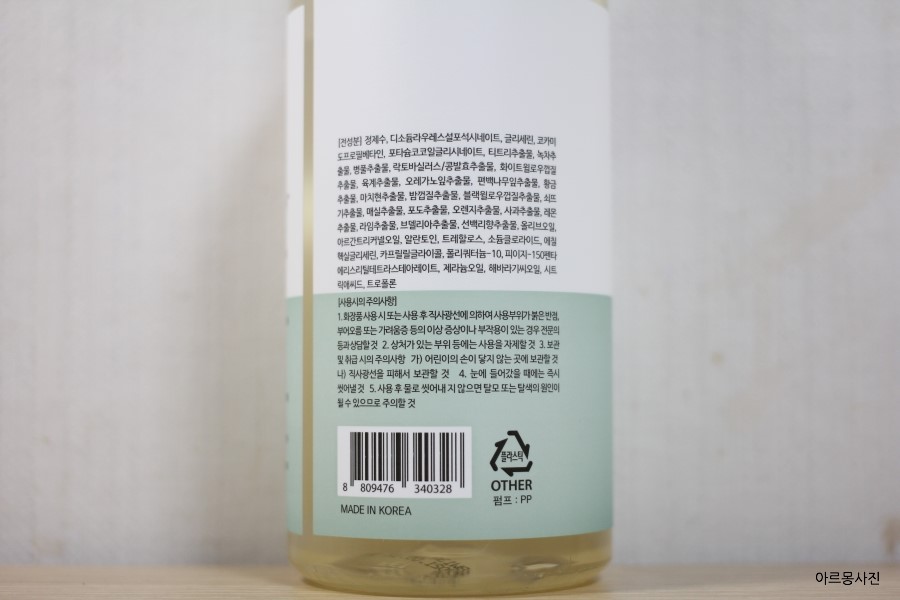 [전성분] 정제수, 디소듐라우레스설포석시네이트, 글리세린, 코카미
도프로필베타인, 포타슘코코일글리시네이트, 티트리추출물, 녹차추
출물, 병풀추출물, 락토바실러스/콩발효추출물, 화이트윌로우껍질
추출물, 육계추출물, 오레가노잎추출물, 편백나무잎추출물, 황금
추출물, 마치현추출물, 밤껍질추출물, 블랙윌로우껍질추출물, 쇠뜨
기추출물, 매실추출물, 포도추출물, 오렌지추출물, 사과추출물, 레몬
추출물, 라임추출물, 브델리아추출물, 선백리향추출물, 올리브오일,
아르간트리커넬오일, 알란토인, 트레할로스, 소듐클로라이드, 에칠
헥실글리세린, 카프릴릴글라이콜, 폴리쿼터늄-10, 피이지-150펜타
에리스리틸테트라스테아레이트, 제라늄오일, 해바라기씨오일, 시트
릭애씨드, 트로폴론
[사용시의 주의사항]
1. 화장품 사용 시 또는 사용 후 직사광선에 의하여 사용부위가 붉은 반점,
부어오름 또는 가려움증 등의 이상 증상이나 부작용이 있는 경우 전문의
등과 상담할 것 2. 상처가 있는 부위 등에는 사용을 자제할 것 3. 보관
및 취급 시의 주의사항 가) 어린이의 손이 닿지 않는 곳에 보관할 것
나) 직사광선을 피해서 보관할 것 4. 눈에 들어갔을 때에는 즉시
씻어낼 것 5. 사용 후 물로 씻어내 지 않으면 탈모 또는 탈색의 원인이
될 수 있으므로 주의할 것
8 809476 340328
MADE IN KOREA
플라스틱
OTHER
펌프 : PP
아르몽사진